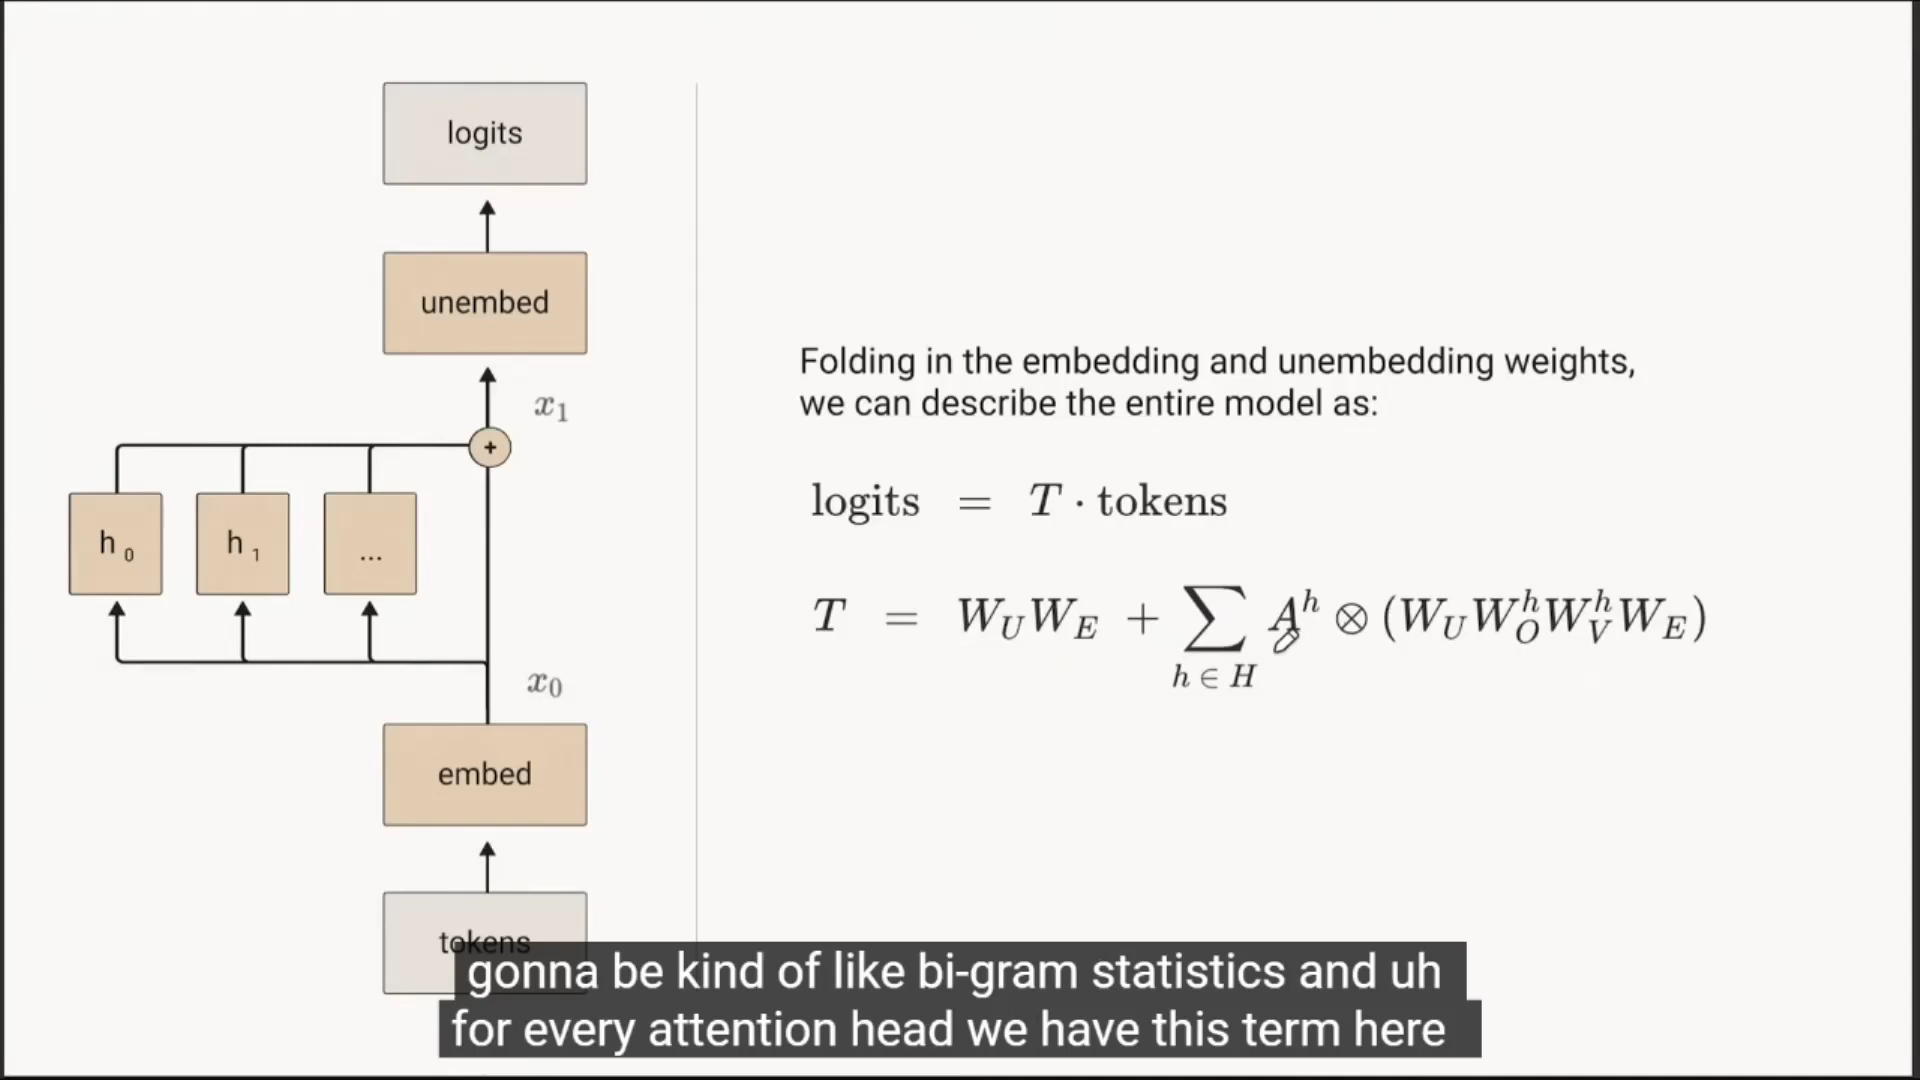 logits
unembed
x₁
+
h ₀
h ₁
...
x₀
embed
tokens
Folding in the embedding and unembedding weights,
we can describe the entire model as:
logits = T · tokens
T = W_U W_E + ∑_{h ∈ H} A^h ⊗ (W_U W_O^h W_V^h W_E)
gonna be kind of like bi-gram statistics and uh
for every attention head we have this term here